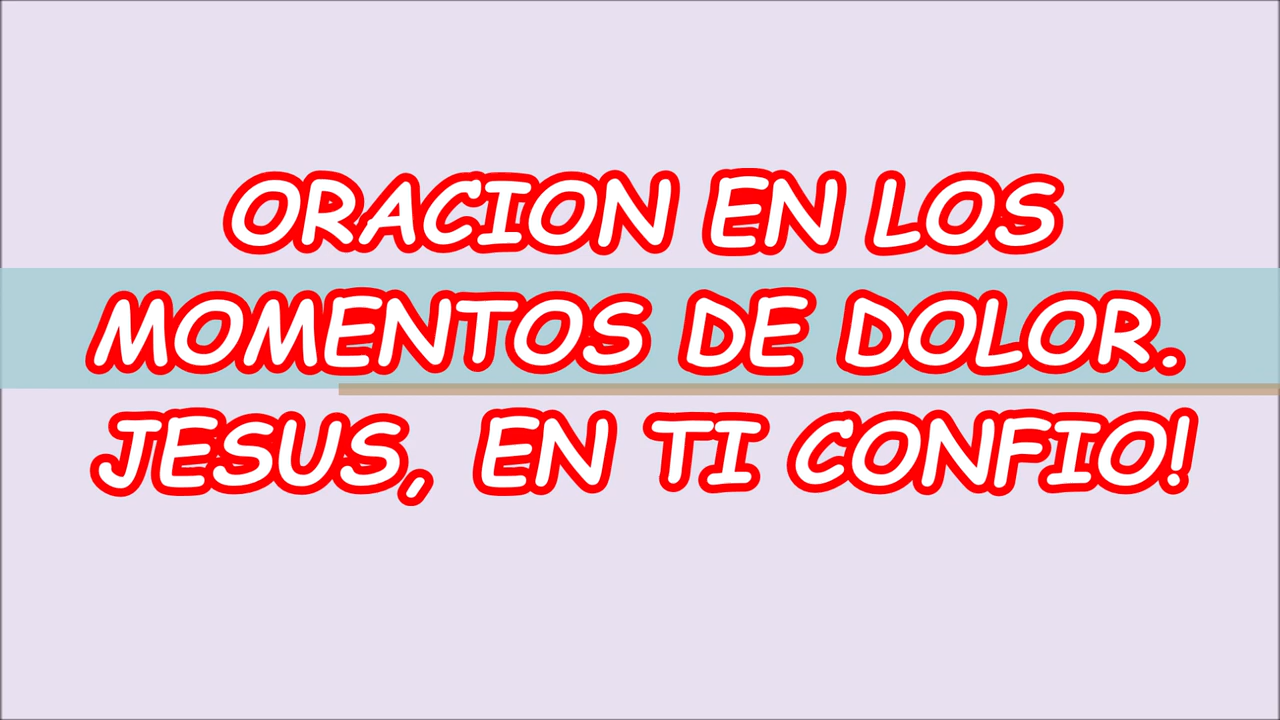 ORACION EN LOS
MOMENTOS DE DOLOR.
JESUS, EN TI CONFIO!